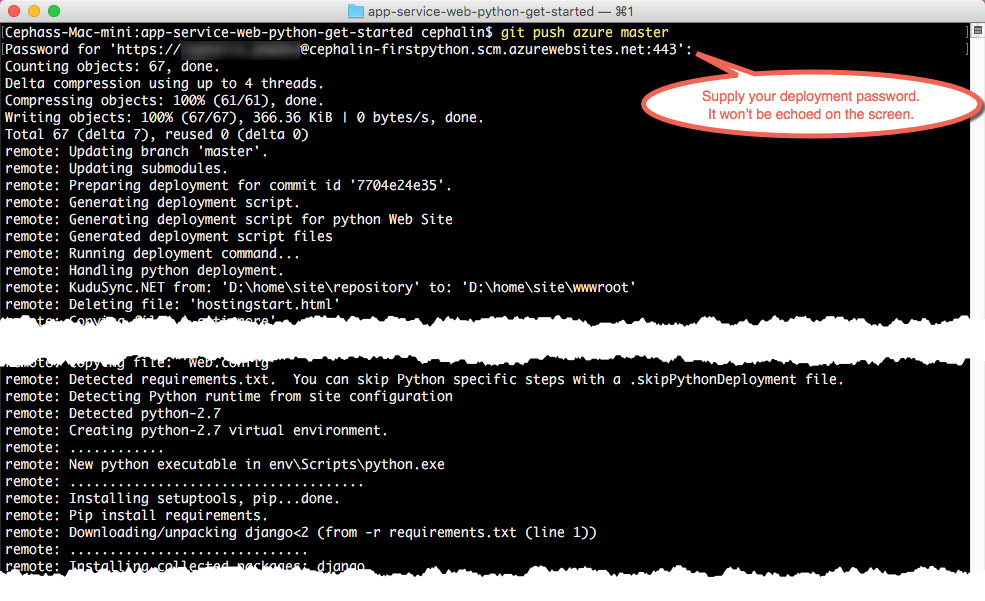 app-service-web-python-get-started — ⌘1
[Cephass-Mac-mini:app-service-web-python-get-started cephalin$ git push azure master ]
[Password for 'https://@cephalin-firstpython.scm.azurewebsites.net:443': ]
Supply your deployment password.
It won't be echoed on the screen.
Counting objects: 67, done.
Delta compression using up to 4 threads.
Compressing objects: 100% (61/61), done.
Writing objects: 100% (67/67), 366.36 KiB | 0 bytes/s, done.
Total 67 (delta 7), reused 0 (delta 0)
remote: Updating branch 'master'.
remote: Updating submodules.
remote: Preparing deployment for commit id '7704e24e35'.
remote: Generating deployment script.
remote: Generating deployment script for python Web Site
remote: Generated deployment script files
remote: Running deployment command...
remote: Handling python deployment.
remote: KuduSync.NET from: 'D:\home\site\repository' to: 'D:\home\site\wwwroot'
remote: Deleting file: 'hostingstart.html'
remote: Copying file: '.gitignore'
remote: Copying file: 'web.config'
remote: Detected requirements.txt.  You can skip Python specific steps with a .skipPythonDeployment file.
remote: Detecting Python runtime from site configuration
remote: Detected python-2.7
remote: Creating python-2.7 virtual environment.
remote: ............
remote: New python executable in env\Scripts\python.exe
remote: .....................................
remote: Installing setuptools, pip...done.
remote: Pip install requirements.
remote: Downloading/unpacking django<2 (from -r requirements.txt (line 1))
remote: ..............................
remote: Installing collected packages: django